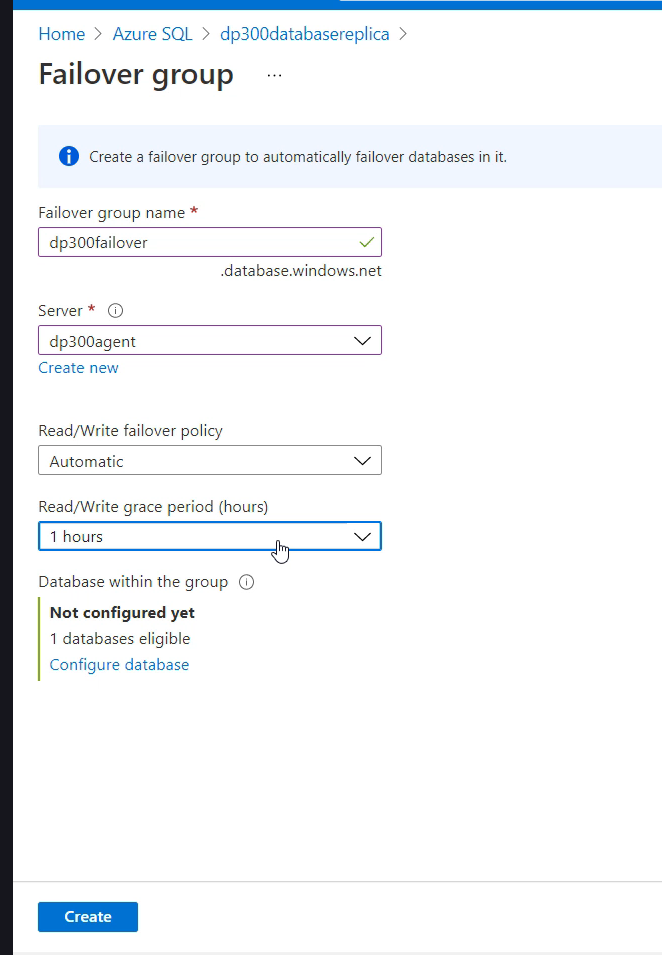 Home > Azure SQL > dp300databasereplica >
Failover group ...
Create a failover group to automatically failover databases in it.
Failover group name *
dp300failover
.database.windows.net
Server *
dp300agent
Create new
Read/Write failover policy
Automatic
Read/Write grace period (hours)
1 hours
Database within the group
Not configured yet
1 databases eligible
Configure database
Create